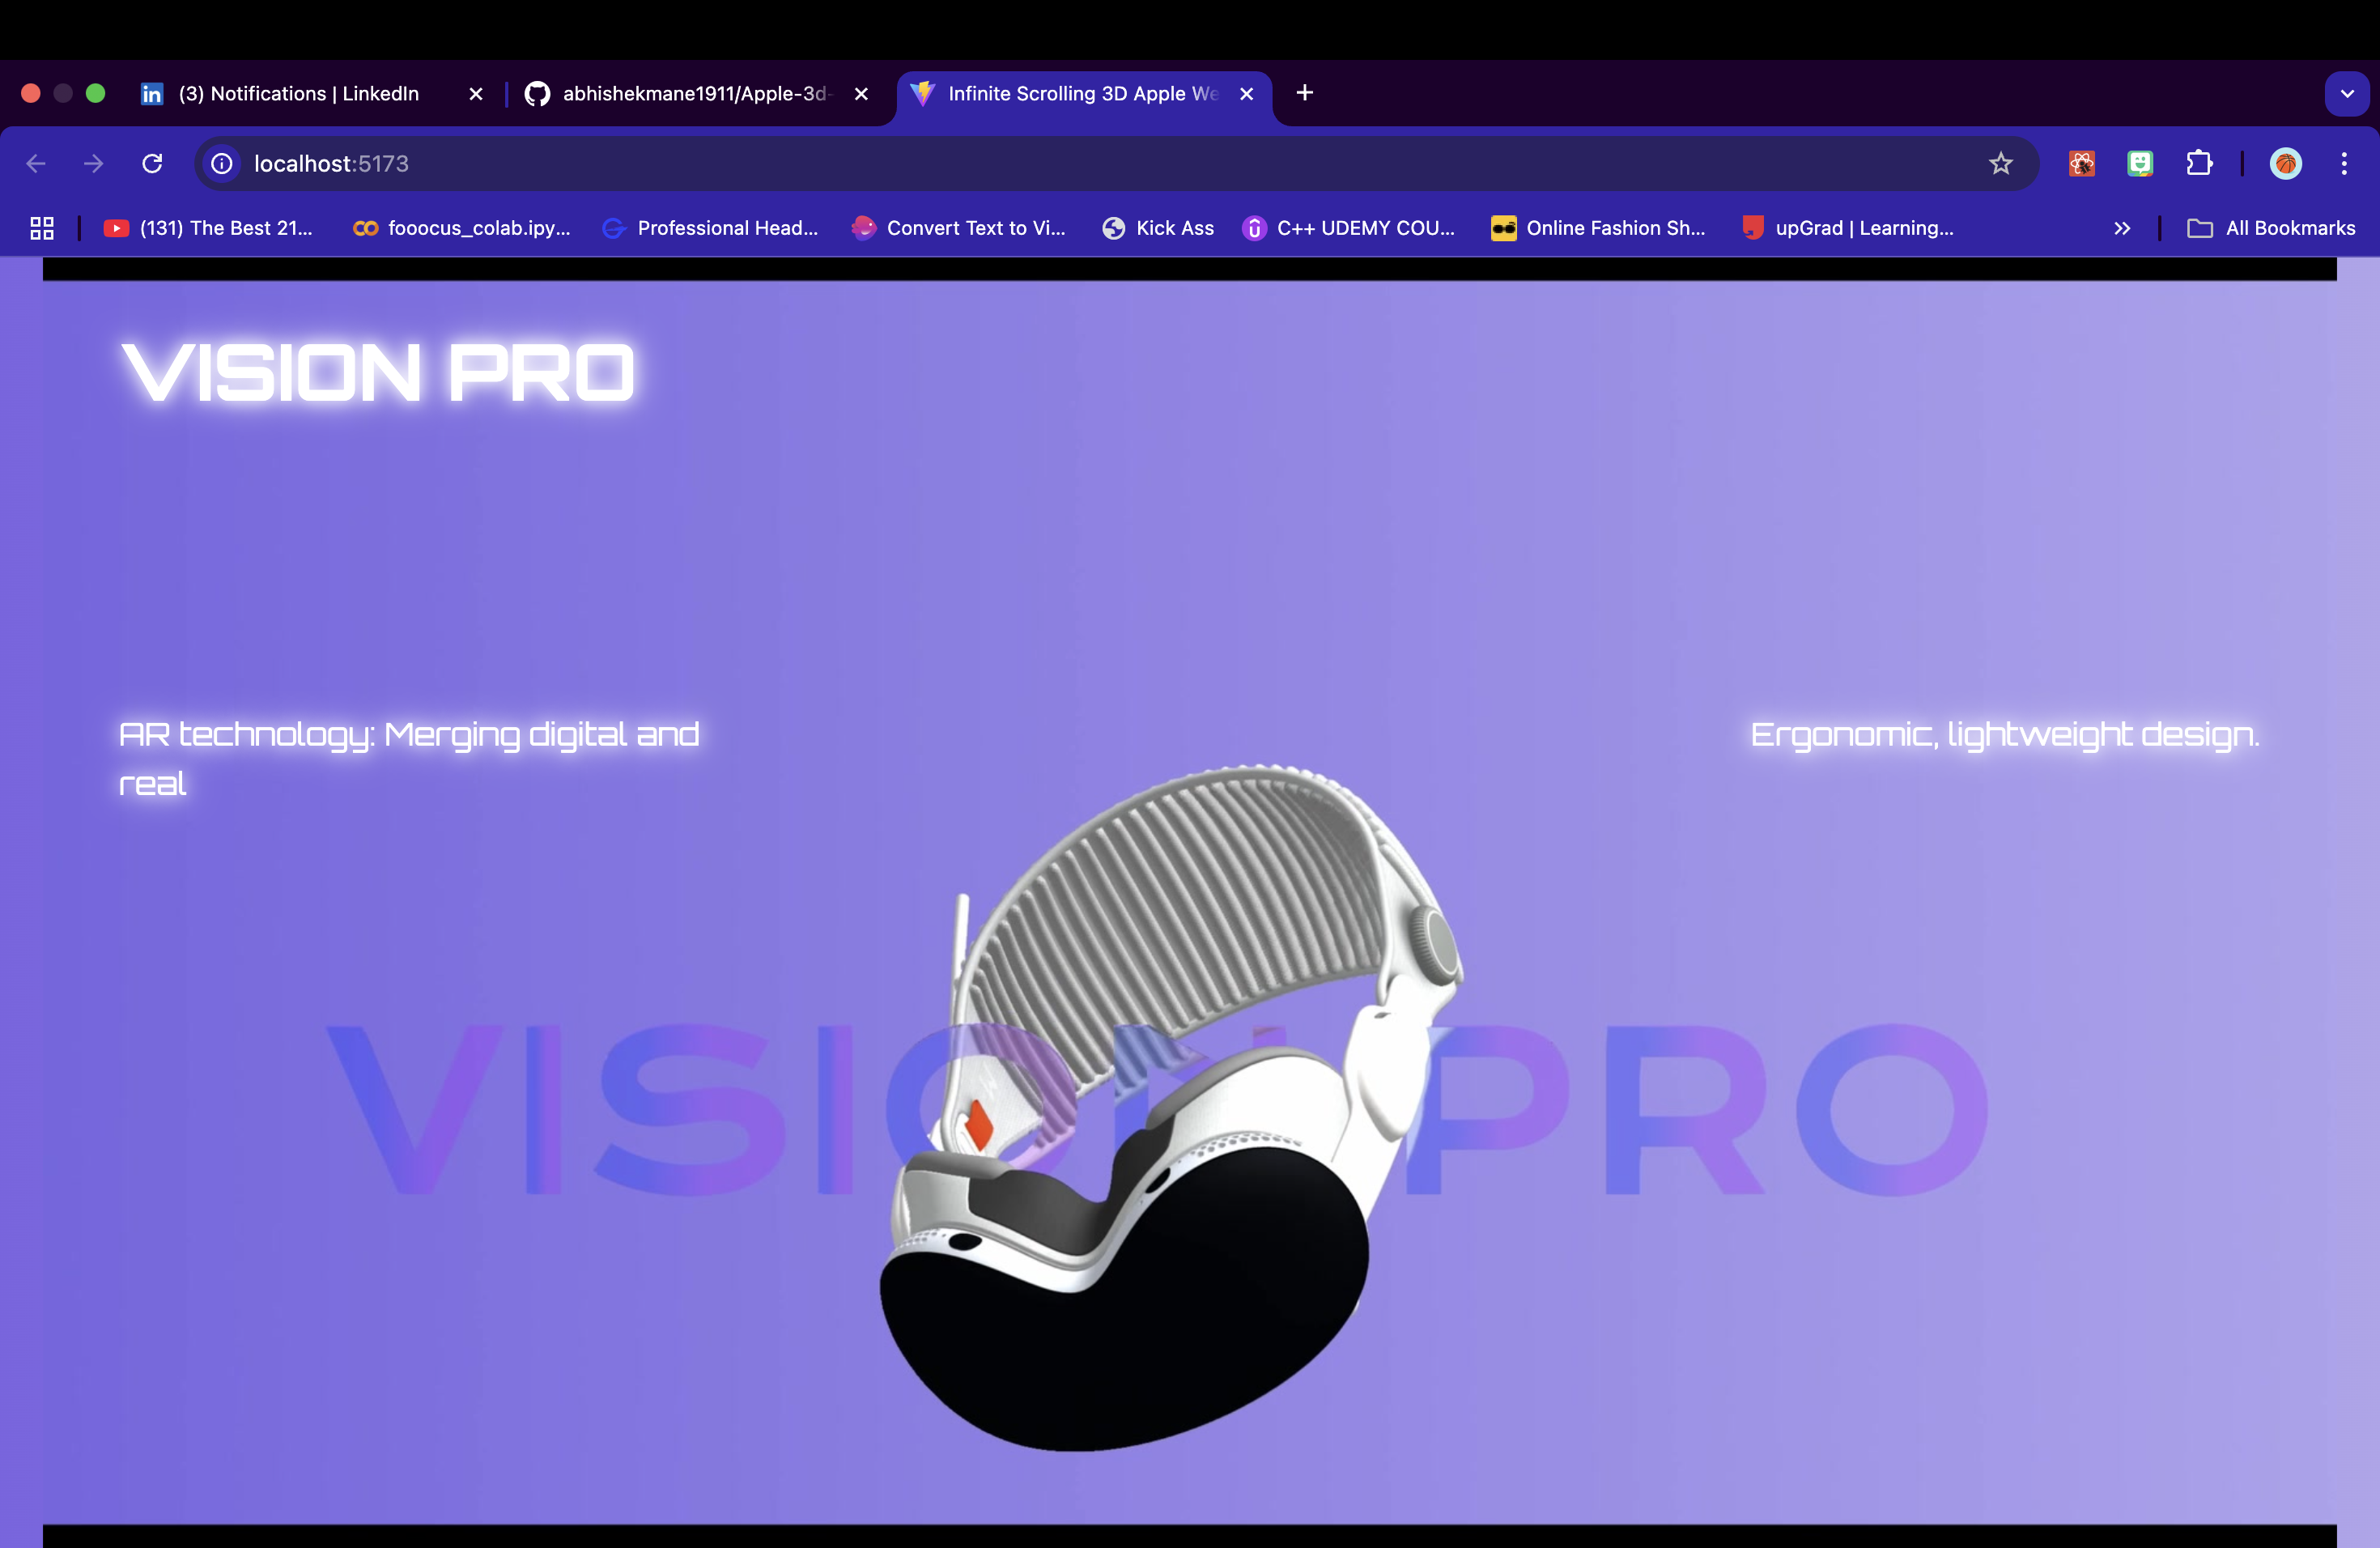 (3) Notifications | LinkedIn
abhishekmane1911/Apple-3d-
Infinite Scrolling 3D Apple We
localhost:5173
(131) The Best 21...
fooocus_colab.ipy...
Professional Head...
Convert Text to Vi...
Kick Ass
C++ UDEMY COU...
Online Fashion Sh...
upGrad | Learning...
All Bookmarks
VISION PRO
AR technology: Merging digital and
real
Ergonomic, lightweight design.
VISION PRO